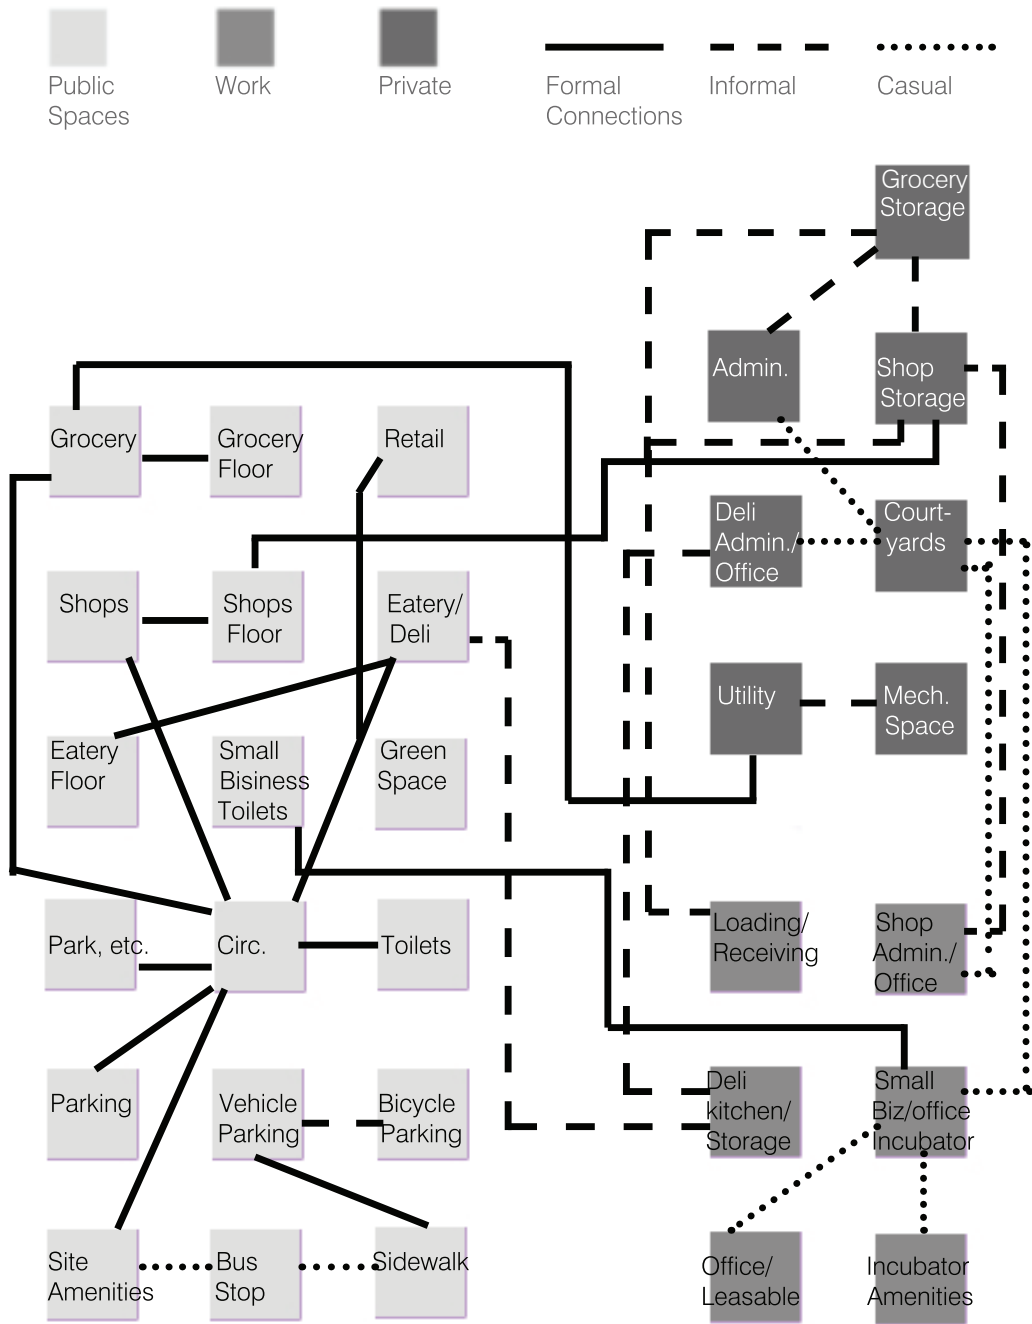 Public
Spaces
Work
Private
Formal
Connections
Informal
Casual
Grocery
Storage
Admin.
Shop
Storage
Grocery
Grocery
Floor
Retail
Deli
Admin./
Office
Court-
yards
Shops
Shops
Floor
Eatery/
Deli
Utility
Mech.
Space
Eatery
Floor
Small
Bisiness
Toilets
Green
Space
Park, etc.
Circ.
Toilets
Loading/
Receiving
Shop
Admin./
Office
Parking
Vehicle
Parking
Bicycle
Parking
Deli
kitchen/
Storage
Small
Biz/office
Incubator
Site
Amenities
Bus
Stop
Sidewalk
Office/
Leasable
Incubator
Amenities